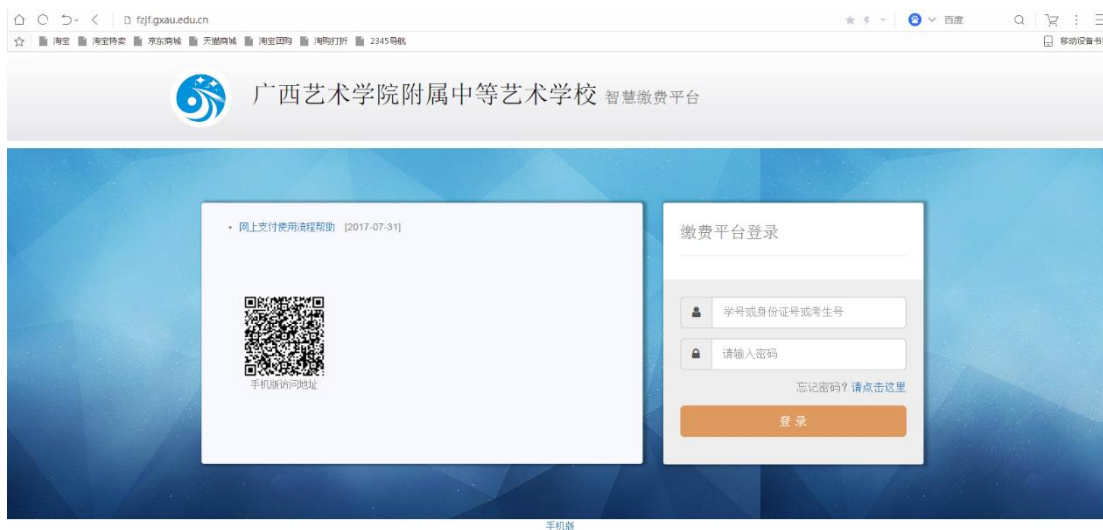 fzjf.gxau.edu.cn
百度
淘宝 淘宝特卖 京东商城 天猫商城 淘宝团购 淘购打折 2345导航
移动设备书
广西艺术学院附属中等艺术学校 智慧缴费平台
网上支付使用流程帮助 [2017-07-31]
手机版访问地址
缴费平台登录
学号或身份证号或考生号
请输入密码
忘记密码？请点击这里
登录
手机版